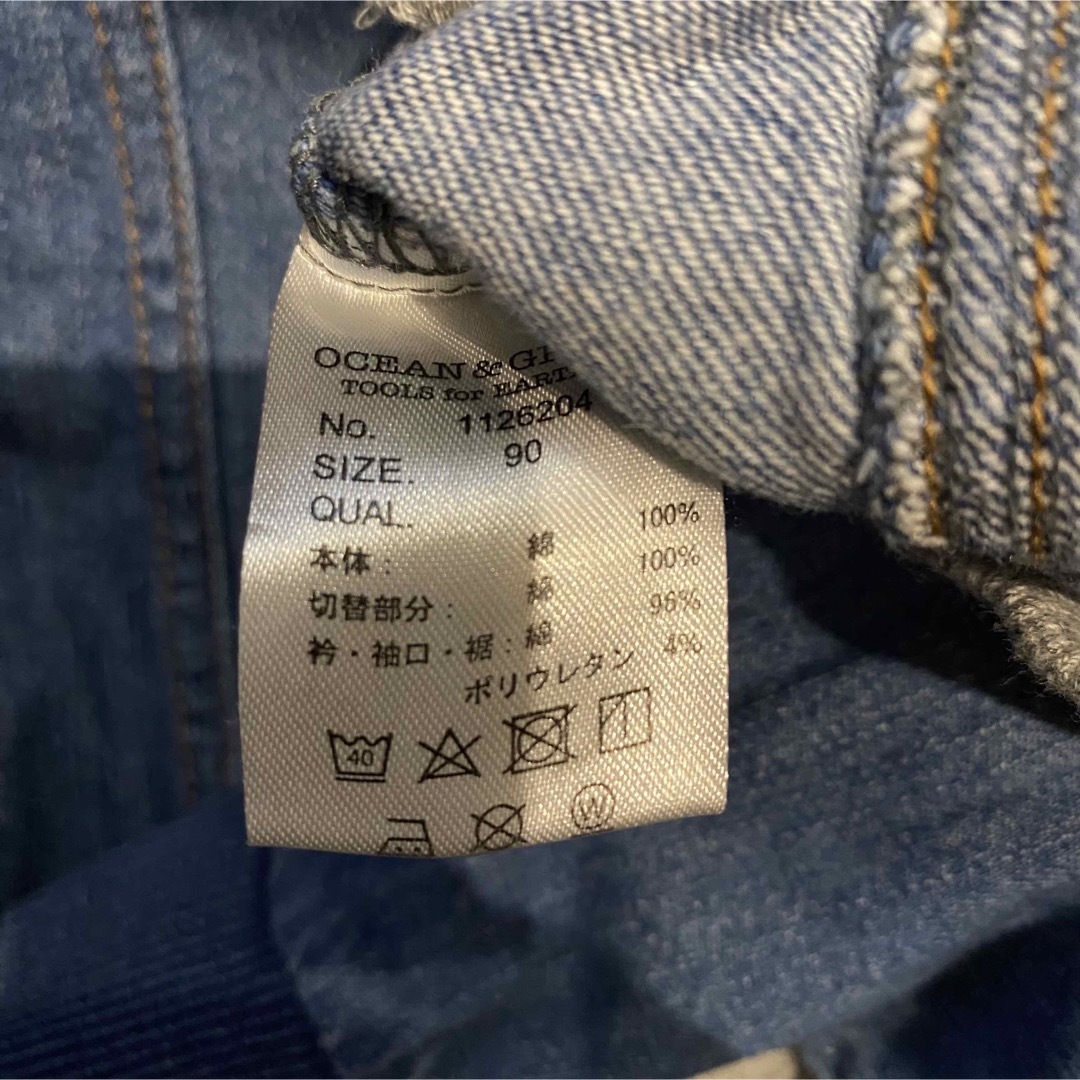 OCEAN &
TOOLS for
No. 1126204
SIZE. 90
QUAL.
本体: 綿 100%
切替部分: 綿 100%
衿・袖口・裾:綿 96%
ポリウレタン 4%
40
W